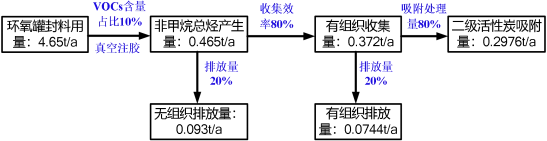 VOCs含量
占比10%
真空注胶
收集效
率80%
吸附处理
量80%
环氧罐封料用
量：4.65t/a
非甲烷总烃产生
量：0.465t/a
有组织收集
量：0.372t/a
二级活性炭吸附
量：0.2976t/a
排放量
20%
排放量
20%
无组织排放量：
0.093t/a
有组织排放
量：0.0744t/a